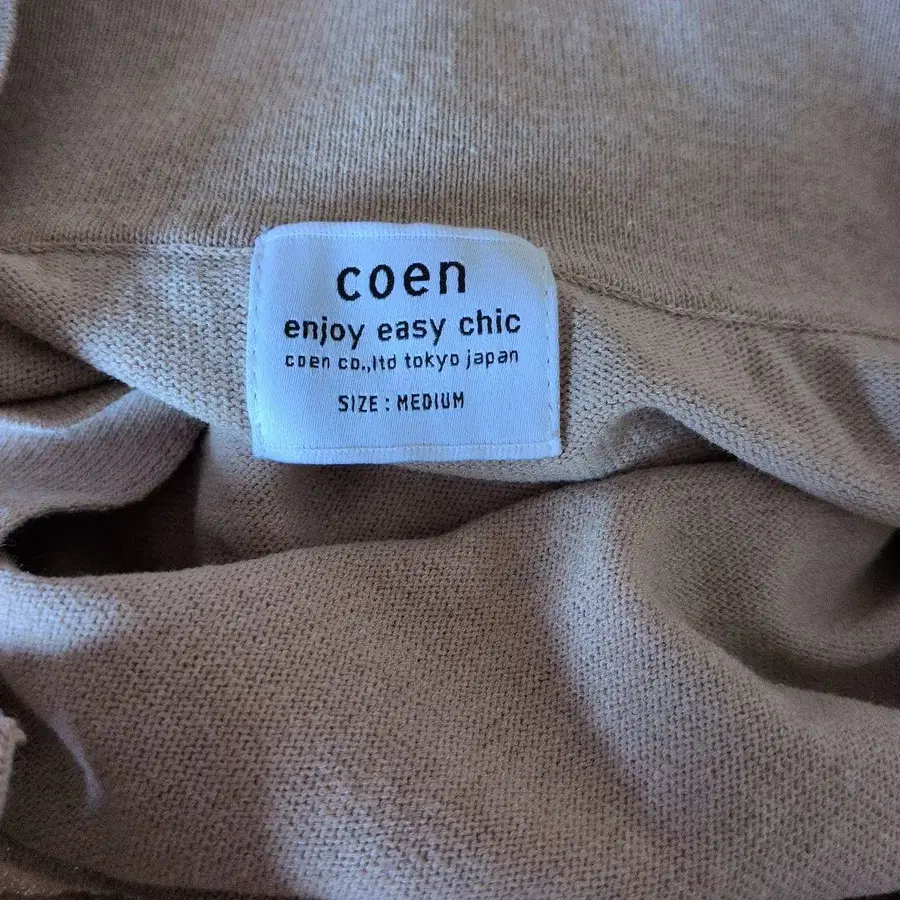 coen
enjoy easy chic
coen co.,ltd tokyo japan
SIZE : MEDIUM